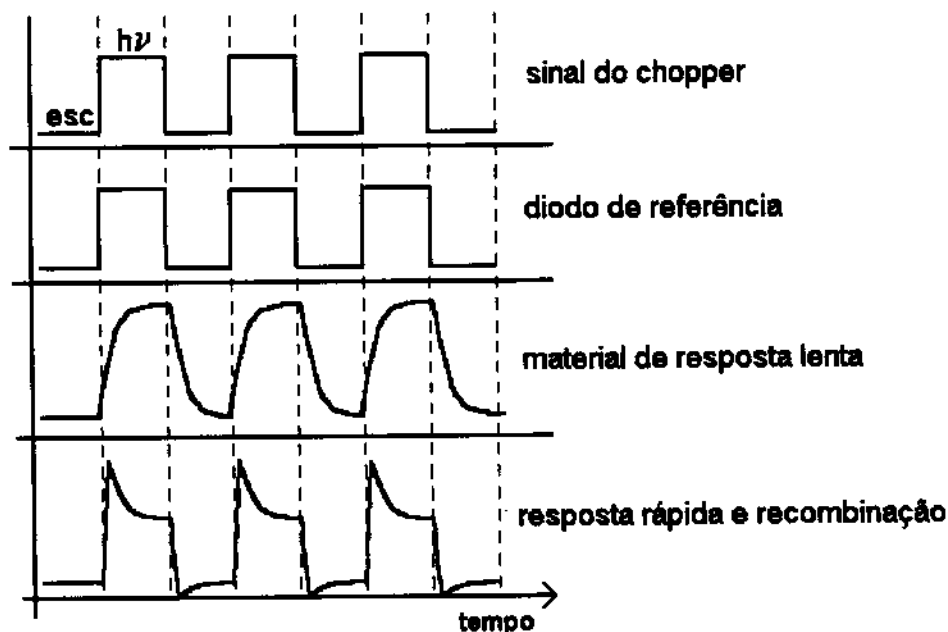 hν
sinal do chopper
esc
diodo de referência
material de resposta lenta
resposta rápida e recombinação
tempo